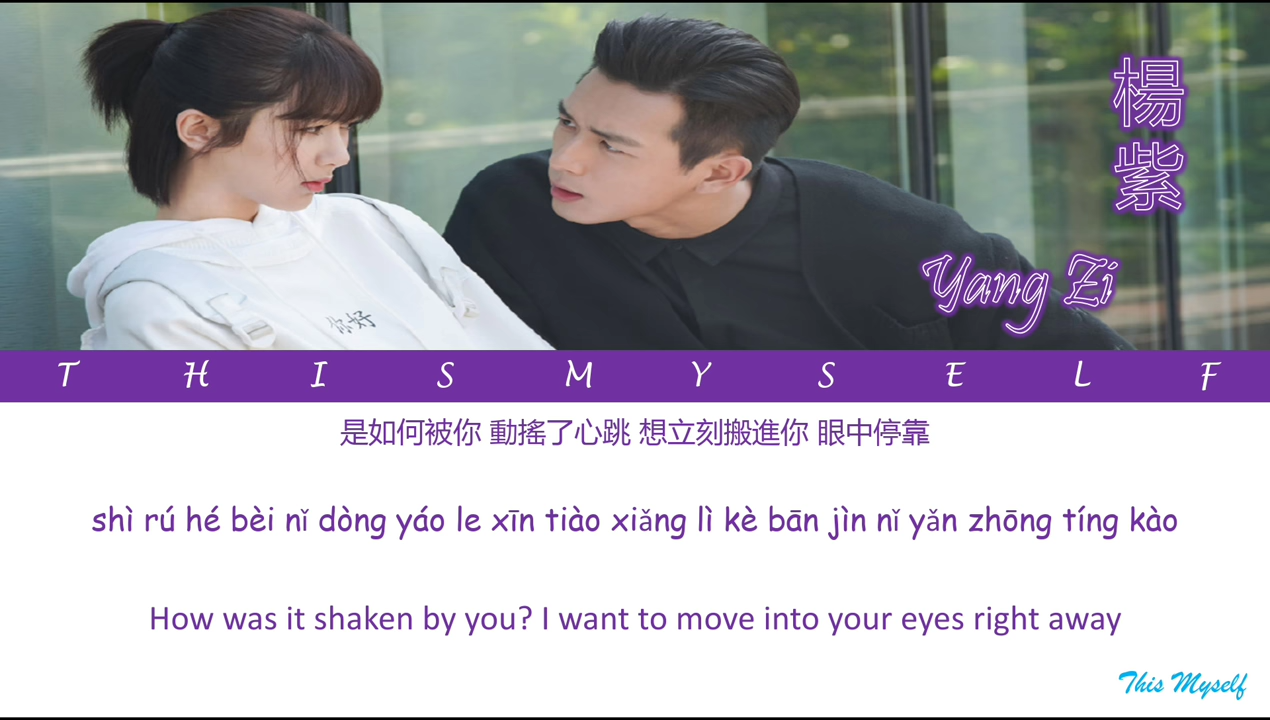 楊紫
Yang Zi
你好
THIS MYSELF
是如何被你 動搖了心跳 想立刻搬進你 眼中停靠
shì rú hé bèi nǐ dòng yáo le xīn tiào xiǎng lì kè bān jìn nǐ yǎn zhōng tíng kào
How was it shaken by you? I want to move into your eyes right away
This Myself